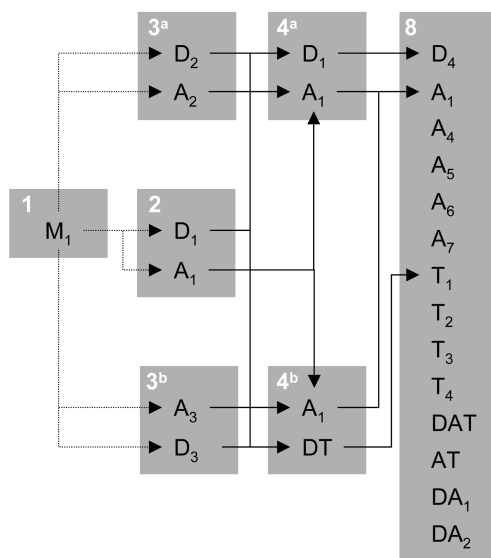 3ᵃ
D₂
A₂
4ᵃ
D₁
A₁
8
D₄
A₁
A₄
A₅
A₆
A₇
T₁
T₂
T₃
T₄
DAT
AT
DA₁
DA₂
1
M₁
2
D₁
A₁
3ᵇ
A₃
D₃
4ᵇ
A₁
DT